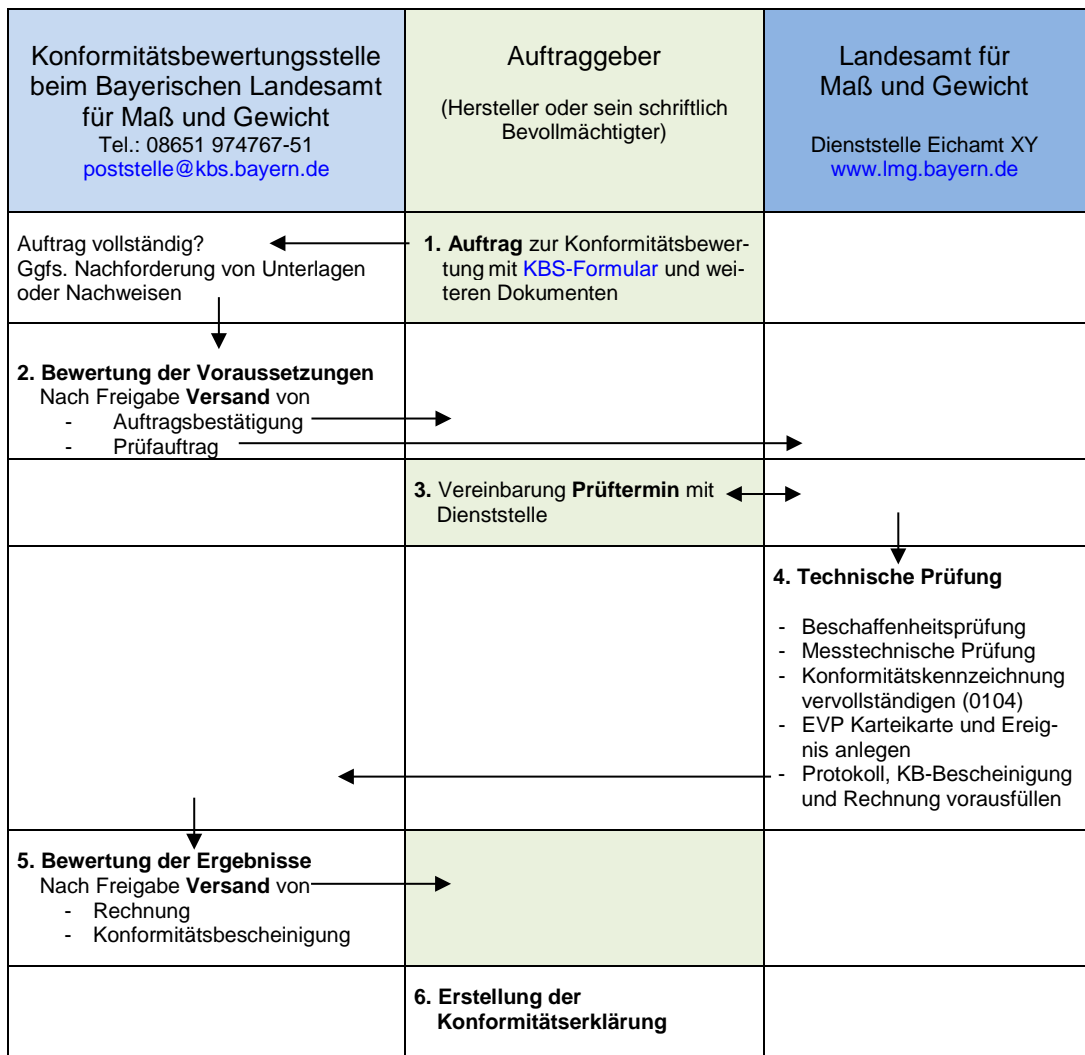 Konformitätsbewertungsstelle
beim Bayerischen Landesamt
für Maß und Gewicht
Tel.: 08651 974767-51
poststelle@kbs.bayern.de
Auftraggeber
(Hersteller oder sein schriftlich
Bevollmächtigter)
Landesamt für
Maß und Gewicht
Dienststelle Eichamt XY
www.lmg.bayern.de
Auftrag vollständig?
Ggfs. Nachforderung von Unterlagen
oder Nachweisen
1. Auftrag zur Konformitätsbewer-
tung mit KBS-Formular und wei-
teren Dokumenten
2. Bewertung der Voraussetzungen
Nach Freigabe Versand von
- Auftragsbestätigung
- Prüfauftrag
3. Vereinbarung Prüftermin mit
Dienststelle
4. Technische Prüfung
- Beschaffenheitsprüfung
- Messtechnische Prüfung
- Konformitätskennzeichnung
vervollständigen (0104)
- EVP Karteikarte und Ereig-
nis anlegen
- Protokoll, KB-Bescheinigung
und Rechnung vorausfüllen
5. Bewertung der Ergebnisse
Nach Freigabe Versand von
- Rechnung
- Konformitätsbescheinigung
6. Erstellung der
Konformitätserklärung